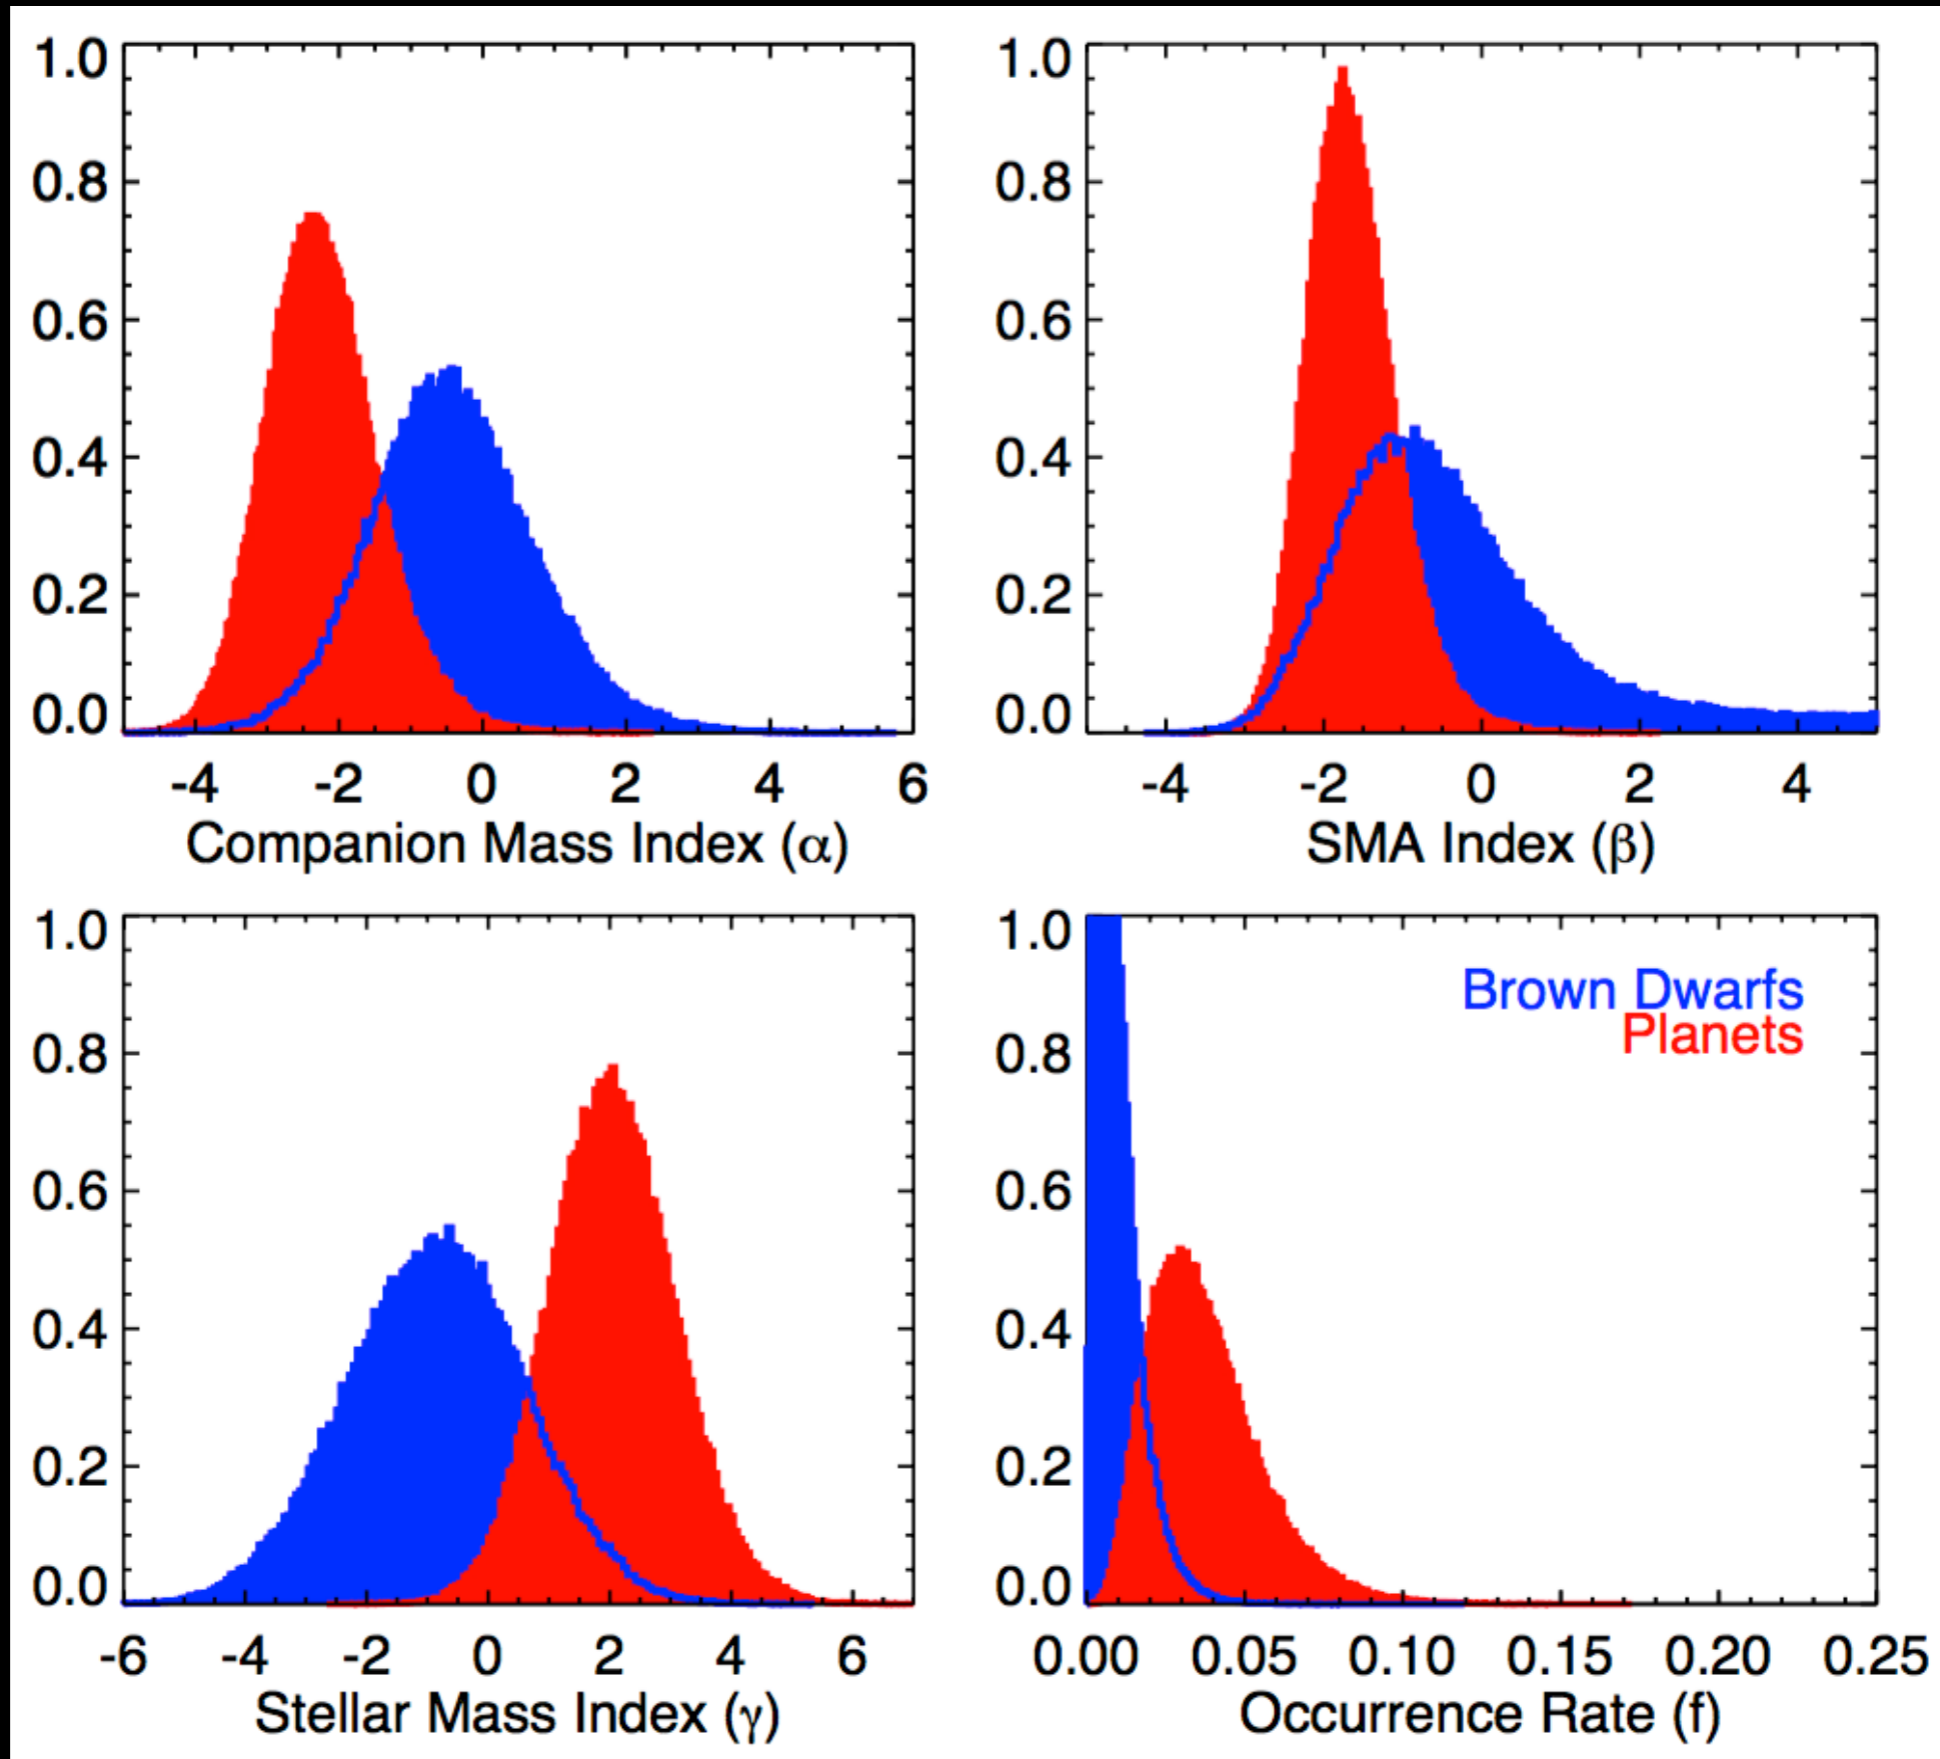 1.0
0.8
0.6
0.4
0.2
0.0
-4 -2 0 2 4 6
Companion Mass Index (α)
1.0
0.8
0.6
0.4
0.2
0.0
-4 -2 0 2 4
SMA Index (β)
1.0
0.8
0.6
0.4
0.2
0.0
-6 -4 -2 0 2 4 6
Stellar Mass Index (γ)
1.0
0.8
0.6
0.4
0.2
0.0
Brown Dwarfs
Planets
0.00 0.05 0.10 0.15 0.20 0.25
Occurrence Rate (f)